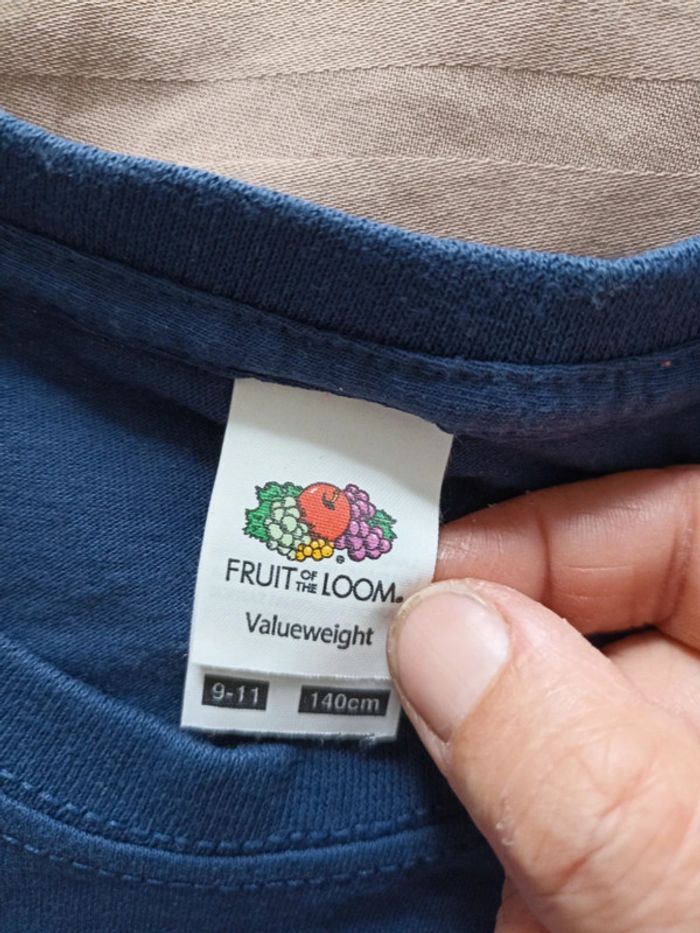 FRUIT OF THE LOOM®
Valueweight
9-11 140cm